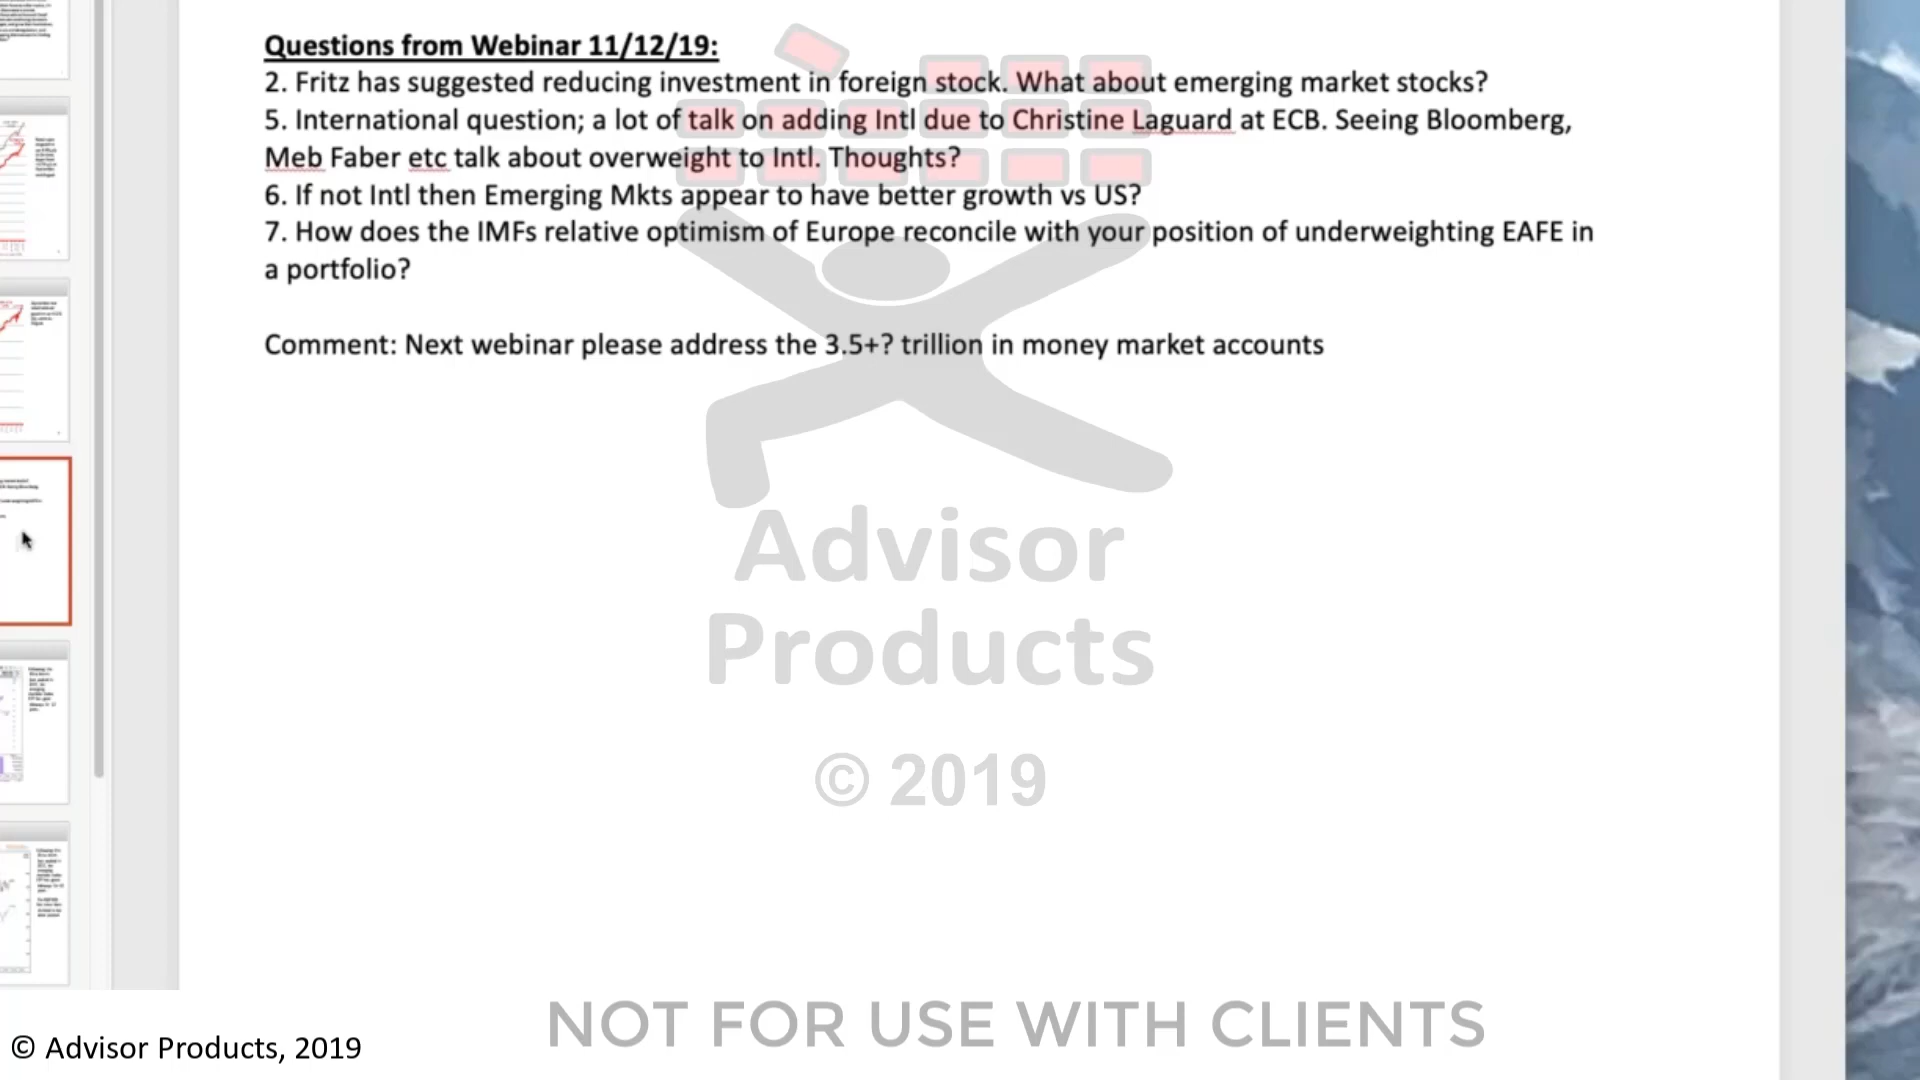 Questions from Webinar 11/12/19:
2. Fritz has suggested reducing investment in foreign stock. What about emerging market stocks?
5. International question; a lot of talk on adding Intl due to Christine Laguard at ECB. Seeing Bloomberg,
Meb Faber etc talk about overweight to Intl. Thoughts?
6. If not Intl then Emerging Mkts appear to have better growth vs US?
7. How does the IMFs relative optimism of Europe reconcile with your position of underweighting EAFE in
a portfolio?
Comment: Next webinar please address the 3.5+? trillion in money market accounts
Advisor
Products
© 2019
NOT FOR USE WITH CLIENTS
© Advisor Products, 2019